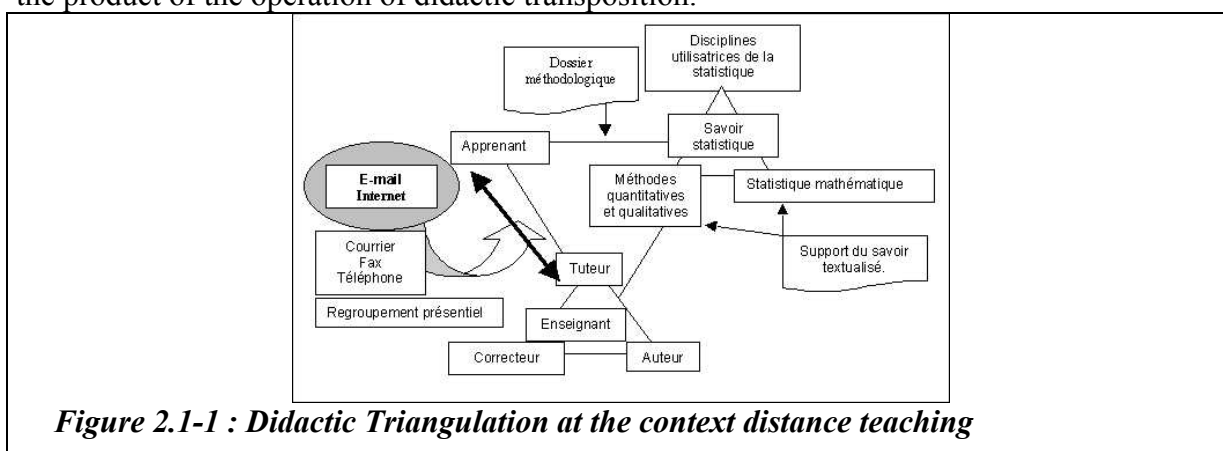 the product of the operation of didactic transposition.
Disciplines
utilisatrices de la
statistique
Dossier
méthodologique
Savoir
statistique
Apprenant
E-mail
Internet
Méthodes
quantitatives
et qualitatives
Statistique mathématique
Courrier
Fax
Téléphone
Support du savoir
textualisé.
Tuteur
Regroupement présentiel
Enseignant
Correcteur
Auteur
Figure 2.1-1 : Didactic Triangulation at the context distance teaching